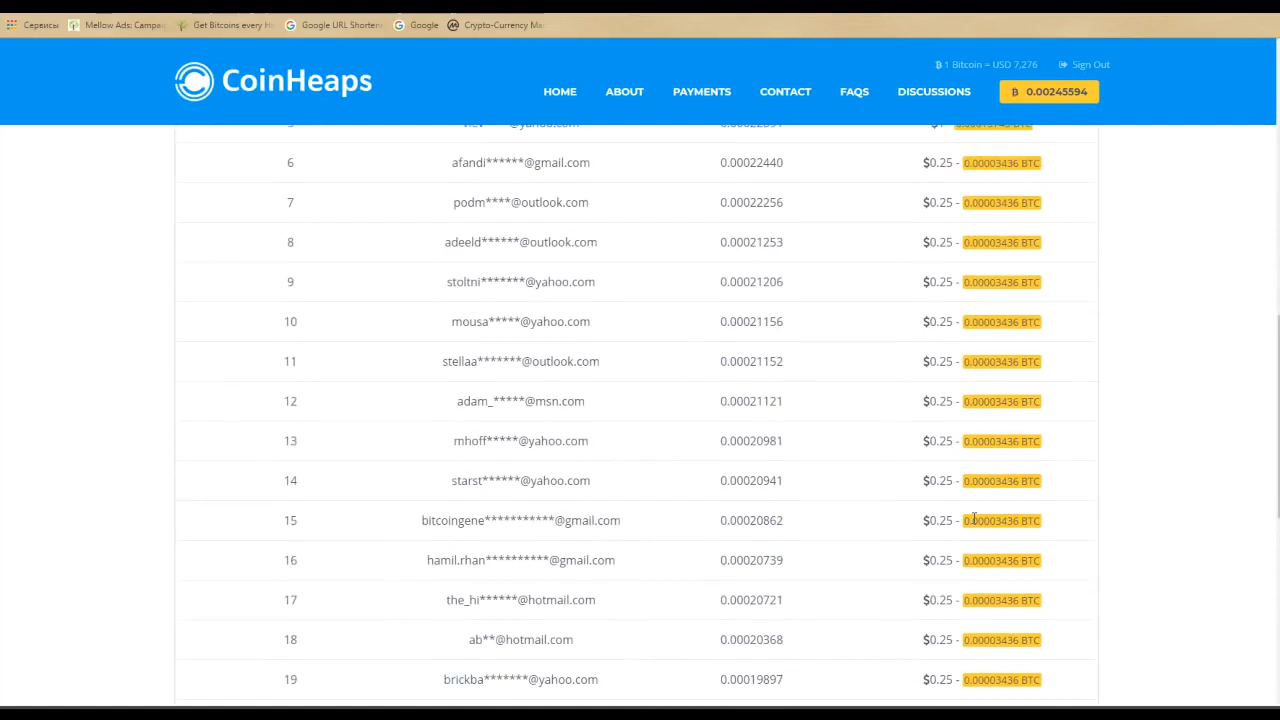 Сервисы Mellow Ads: Campa Get Bitcoins every H Google URL Shorten Google Crypto-Currency Ma
CoinHeaps
1 Bitcoin = USD 7,276 Sign Out
HOME ABOUT PAYMENTS CONTACT FAQS DISCUSSIONS 0.00245594
6 afandi******@gmail.com 0.00022440 $0.25 - 0.00003436 BTC
7 podm****@outlook.com 0.00022256 $0.25 - 0.00003436 BTC
8 adeeld******@outlook.com 0.00021253 $0.25 - 0.00003436 BTC
9 stoltni*******@yahoo.com 0.00021206 $0.25 - 0.00003436 BTC
10 mousa*****@yahoo.com 0.00021156 $0.25 - 0.00003436 BTC
11 stellaa*******@outlook.com 0.00021152 $0.25 - 0.00003436 BTC
12 adam_*****@msn.com 0.00021121 $0.25 - 0.00003436 BTC
13 mhoff*****@yahoo.com 0.00020981 $0.25 - 0.00003436 BTC
14 starst******@yahoo.com 0.00020941 $0.25 - 0.00003436 BTC
15 bitcoingene***********@gmail.com 0.00020862 $0.25 - 0.00003436 BTC
16 hamil.rhan**********@gmail.com 0.00020739 $0.25 - 0.00003436 BTC
17 the_hi******@hotmail.com 0.00020721 $0.25 - 0.00003436 BTC
18 ab**@hotmail.com 0.00020368 $0.25 - 0.00003436 BTC
19 brickba*******@yahoo.com 0.00019897 $0.25 - 0.00003436 BTC